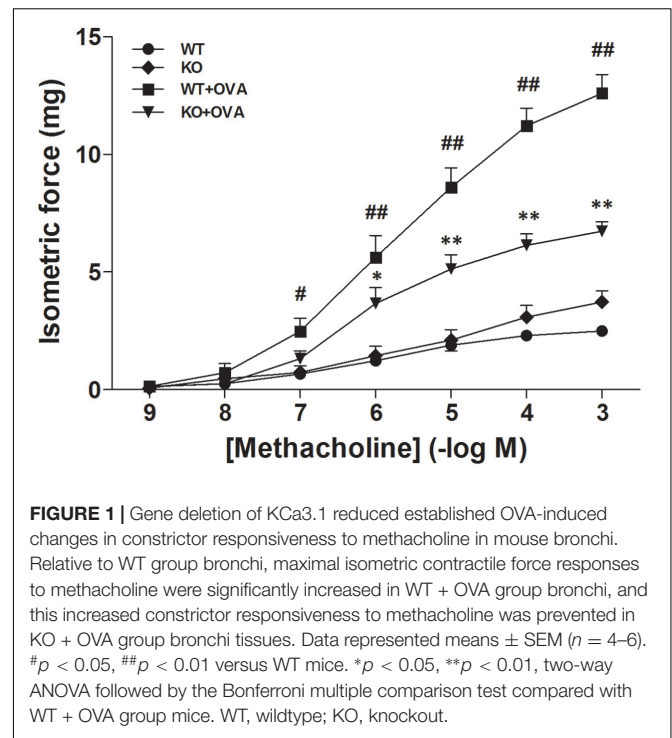 15
WT
KO
WT+OVA
KO+OVA
##
##
##
##
#
**
**
**
*
10
5
0
Isometric force (mg)
9 8 7 6 5 4 3
[Methacholine] (-log M)
FIGURE 1 | Gene deletion of KCa3.1 reduced established OVA-induced
changes in constrictor responsiveness to methacholine in mouse bronchi.
Relative to WT group bronchi, maximal isometric contractile force responses
to methacholine were significantly increased in WT + OVA group bronchi, and
this increased constrictor responsiveness to methacholine was prevented in
KO + OVA group bronchi tissues. Data represented means ± SEM (n = 4–6).
#p < 0.05, ##p < 0.01 versus WT mice. *p < 0.05, **p < 0.01, two-way
ANOVA followed by the Bonferroni multiple comparison test compared with
WT + OVA group mice. WT, wildtype; KO, knockout.